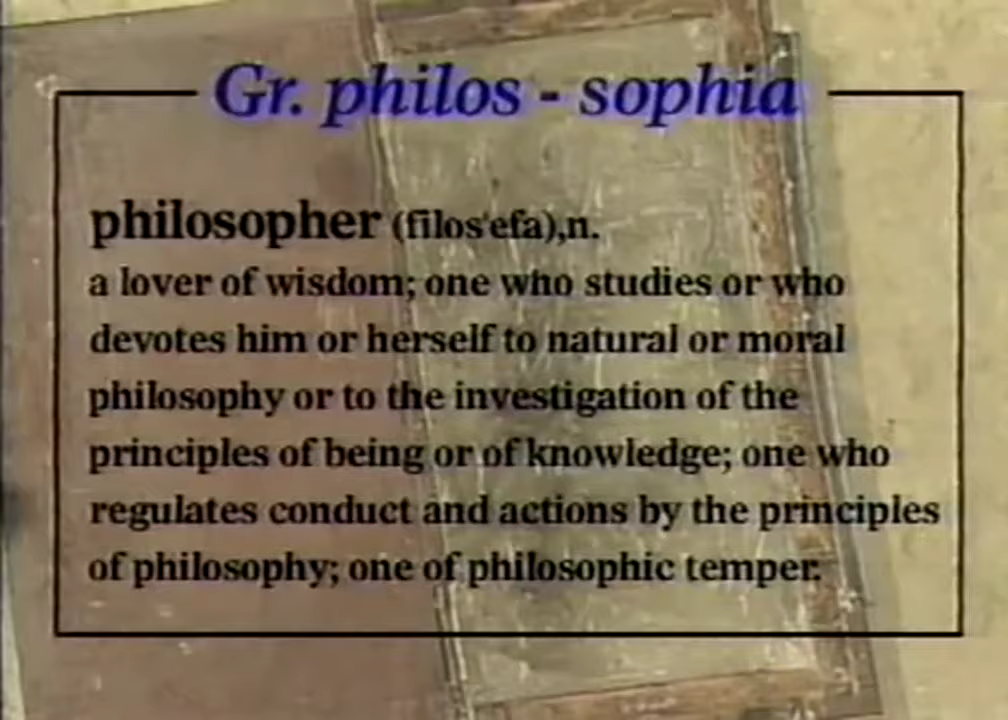 Gr. philos - sophia
philosopher (filos'efa),n.
a lover of wisdom; one who studies or who
devotes him or herself to natural or moral
philosophy or to the investigation of the
principles of being or of knowledge; one who
regulates conduct and actions by the principles
of philosophy; one of philosophic temper.